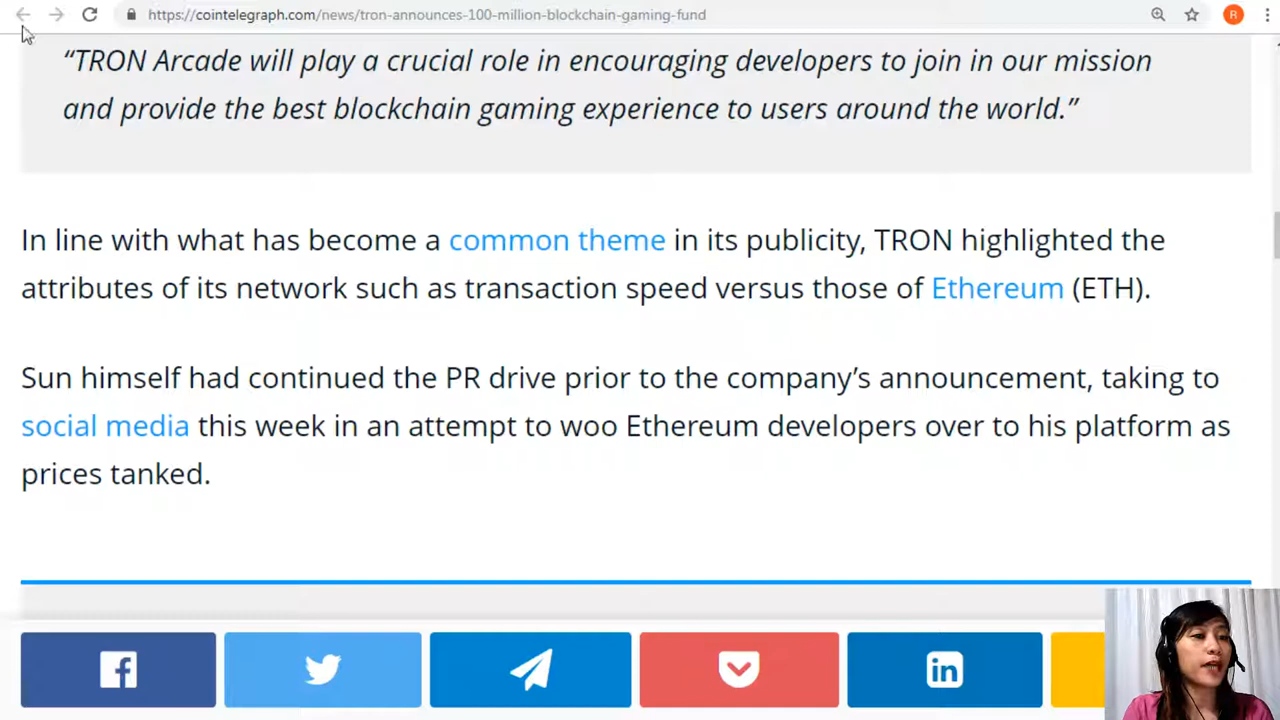 https://cointelegraph.com/news/tron-announces-100-million-blockchain-gaming-fund
R
“TRON Arcade will play a crucial role in encouraging developers to join in our mission
and provide the best blockchain gaming experience to users around the world.”
In line with what has become a common theme in its publicity, TRON highlighted the
attributes of its network such as transaction speed versus those of Ethereum (ETH).
Sun himself had continued the PR drive prior to the company’s announcement, taking to
social media this week in an attempt to woo Ethereum developers over to his platform as
prices tanked.